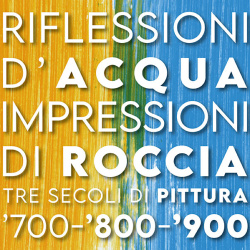 RIFLESSIONI
D'ACQUA
IMPRESSIONI
DI ROCCIA
TRE SECOLI DI PITTURA
'700-'800-'900